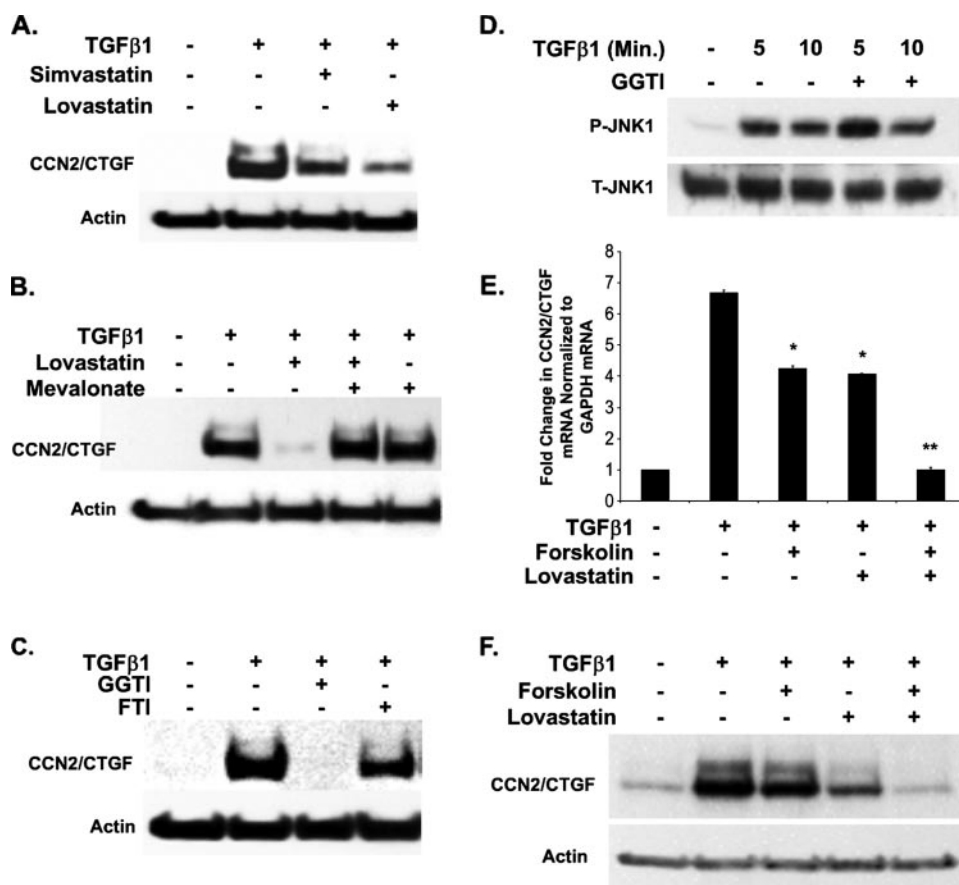 A.
TGFβ1 - + + +
Simvastatin - - + -
Lovastatin - - - +
CCN2/CTGF
Actin
B.
TGFβ1 - + + + +
Lovastatin - - + + -
Mevalonate - - - + +
CCN2/CTGF
Actin
C.
TGFβ1 - + + +
GGTI - - + -
FTI - - - +
CCN2/CTGF
Actin
D.
TGFβ1 (Min.) - 5 10 5 10
GGTI - - - + +
P-JNK1
T-JNK1
E.
Fold Change in CCN2/CTGF
mRNA Normalized to
GAPDH mRNA
8
7
6
5
4
3
2
1
0
* * **
TGFβ1 - + + + +
Forskolin - - + - +
Lovastatin - - - + +
F.
TGFβ1 - + + + +
Forskolin - - + - +
Lovastatin - - - + +
CCN2/CTGF
Actin